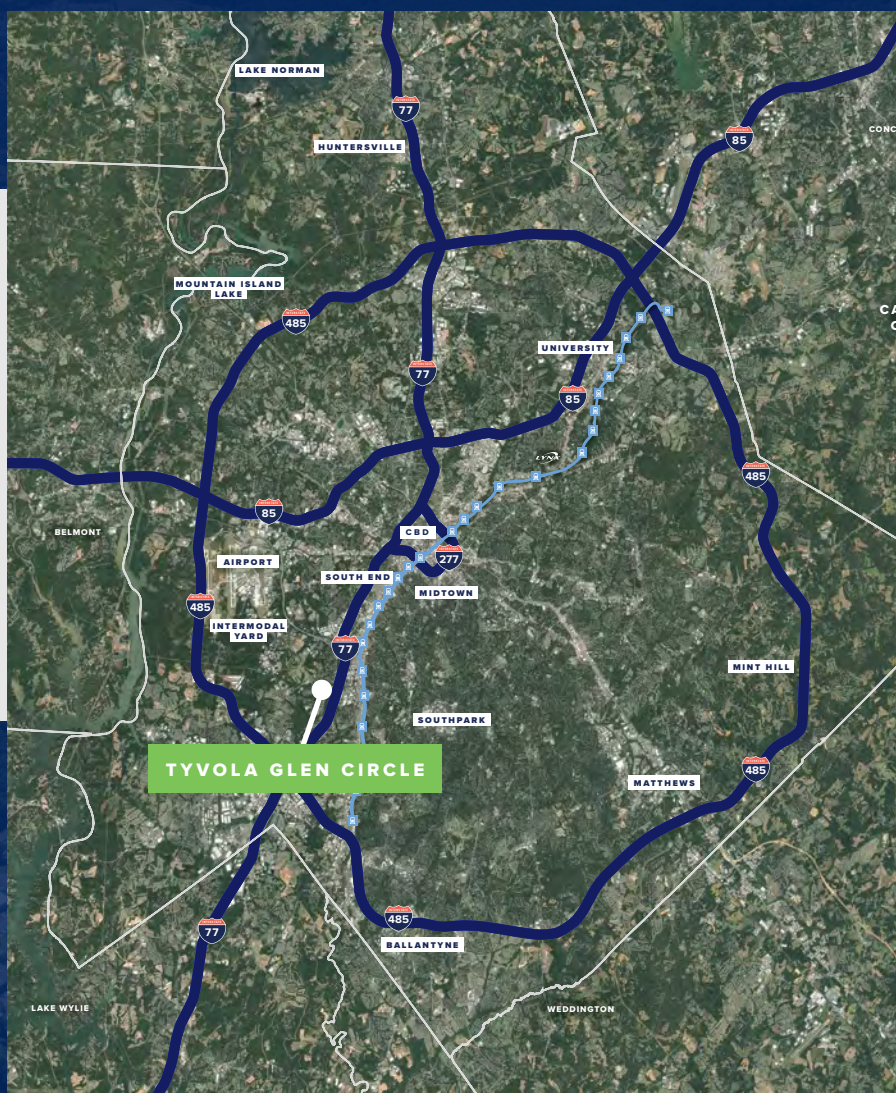 LAKE NORMAN
77
HUNTERSVILLE
85
CONC
MOUNTAIN ISLAND
LAKE
485
CA
C
UNIVERSITY
77
85
LYNX
485
85
BELMONT
CBD
277
AIRPORT
SOUTH END
MIDTOWN
485
INTERMODAL
YARD
77
MINT HILL
SOUTHPARK
TYVOLA GLEN CIRCLE
485
MATTHEWS
485
77
BALLANTYNE
LAKE WYLIE
WEDDINGTON